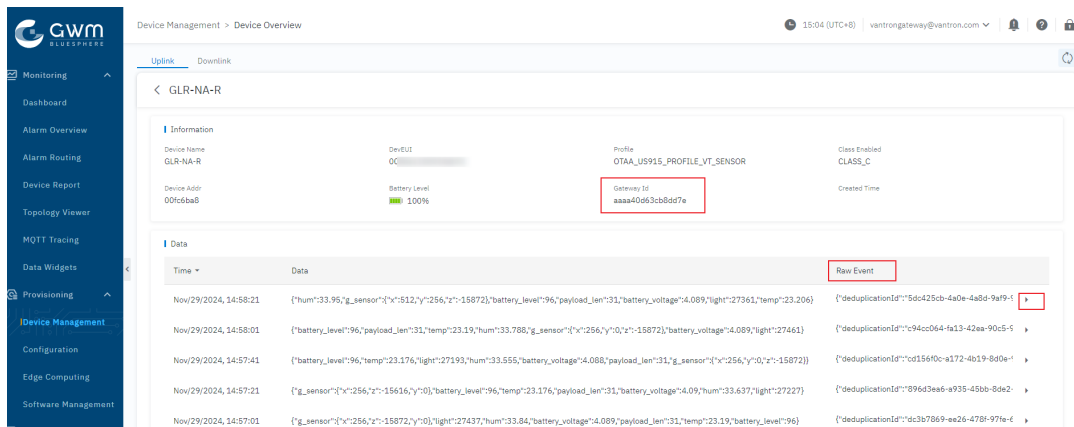 GWM
BLUESPHERE
Device Management > Device Overview
15:04 (UTC+8) vantrongateway@vantron.com
Uplink Downlink
Monitoring
Dashboard
Alarm Overview
Alarm Routing
Device Report
Topology Viewer
MQTT Tracing
Data Widgets
Provisioning
Device Management
Configuration
Edge Computing
Software Management
< GLR-NA-R
Information
Device Name DevEUI Profile Class Enabled
GLR-NA-R 00 OTAA_US915_PROFILE_VT_SENSOR CLASS_C
Device Addr Battery Level Gateway Id Created Time
00fc6ba8 100% aaaa40d63cb8dd7e
Data
Time Data Raw Event
Nov/29/2024, 14:58:21 {"hum":33.95,"g_sensor":{"x":512,"y":256,"z":-15872},"battery_level":96,"payload_len":31,"battery_voltage":4.089,"light":27361,"temp":23.206} {"deduplicationId":"5dc425cb-4a0e-4a8d-9af9-
Nov/29/2024, 14:58:01 {"battery_level":96,"payload_len":31,"temp":23.19,"hum":33.788,"g_sensor":{"x":256,"y":0,"z":-15872},"battery_voltage":4.089,"light":27461} {"deduplicationId":"c94cc064-fa13-42ea-90c5-
Nov/29/2024, 14:57:41 {"battery_level":96,"temp":23.176,"light":27193,"hum":33.555,"battery_voltage":4.088,"payload_len":31,"g_sensor":{"x":256,"y":0,"z":-15872}} {"deduplicationId":"cd156f0c-a172-4b19-8d0e-
Nov/29/2024, 14:57:21 {"g_sensor":{"x":256,"z":-15616,"y":0},"battery_level":96,"temp":23.176,"payload_len":31,"battery_voltage":4.09,"hum":33.637,"light":27227} {"deduplicationId":"896d3ea6-a935-45bb-8de2-
Nov/29/2024, 14:57:01 {"g_sensor":{"x":256,"z":-15872,"y":0},"light":27437,"hum":33.84,"battery_voltage":4.089,"payload_len":31,"temp":23.19,"battery_level":96} {"deduplicationId":"dc3b7869-ee26-478f-97fe-